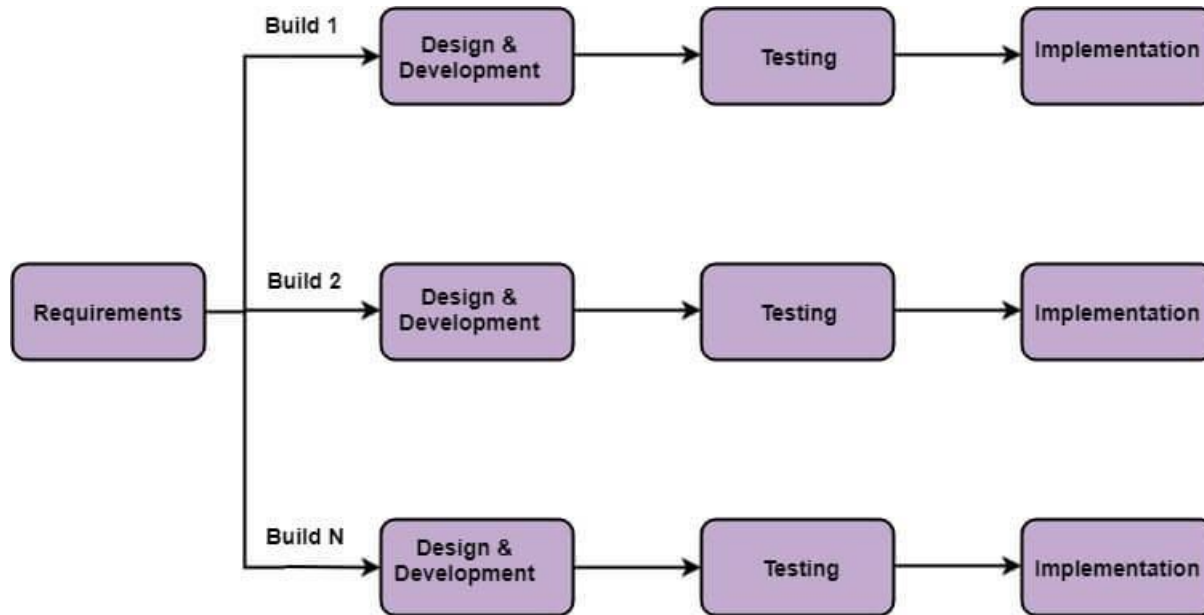 Build 1
Design &
Development
Testing
Implementation
Requirements
Build 2
Design &
Development
Testing
Implementation
Build N
Design &
Development
Testing
Implementation